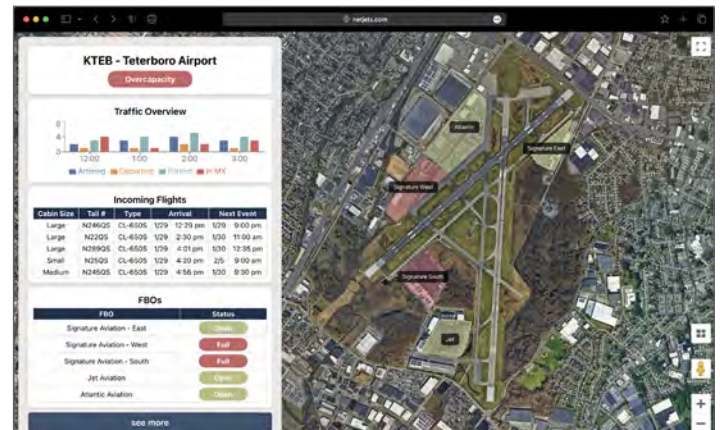 netjets.com
KTEB - Teterboro Airport
Overcapacity
Traffic Overview
8
4
0
12:00 1:00 2:00 3:00
Arriving Departing Parked In MX
Incoming Flights
Cabin Size Tail # Type Arrival Next Event
Large N246QS CL-650S 1/29 12:29 pm 1/29 9:00 pm
Large N22QS CL-650S 1/29 2:30 pm 1/30 11:00 am
Large N289QS CL-650S 1/29 4:01 pm 1/30 12:35 pm
Small N25QS CL-650S 1/29 4:20 pm 2/5 9:00 am
Medium N245QS CL-650S 1/29 4:56 pm 1/30 9:30 pm
FBOs
FBO Status
Signature Aviation - East Open
Signature Aviation - West Full
Signature Aviation - South Full
Jet Aviation Open
Atlantic Aviation Open
see more
Atlantic
Signature East
Signature West
Signature South
Jet